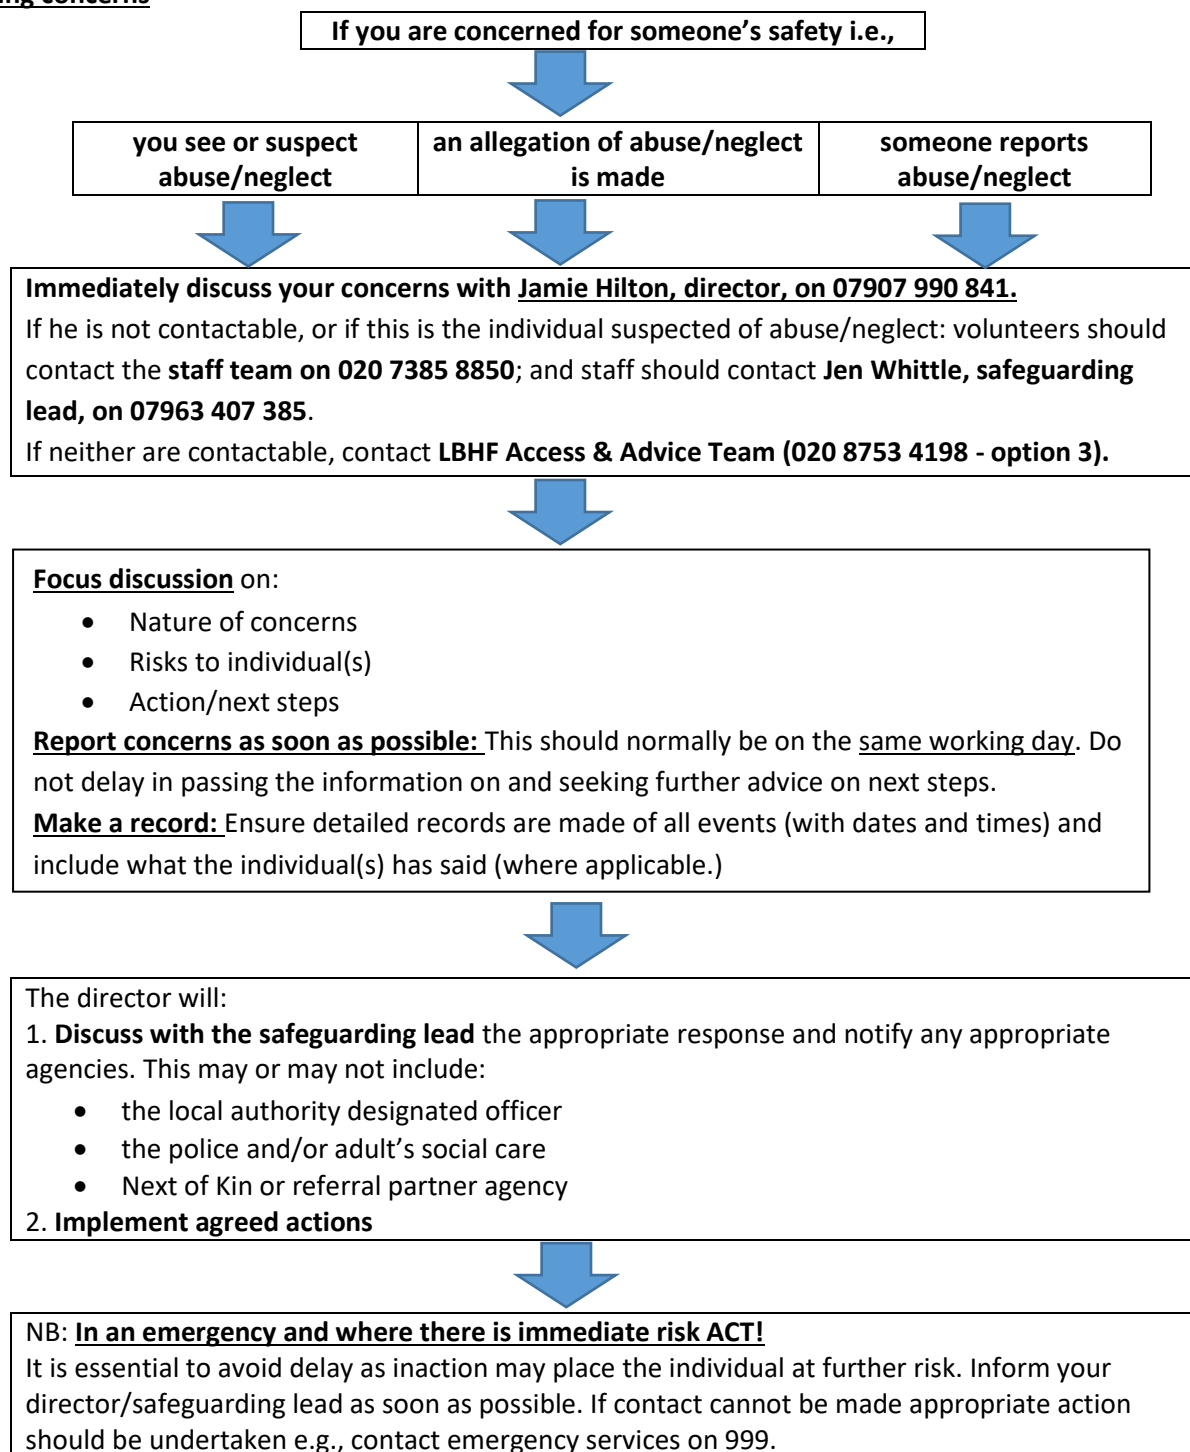 ng concerns
If you are concerned for someone's safety i.e.,
you see or suspect
abuse/neglect
an allegation of abuse/neglect
is made
someone reports
abuse/neglect
Immediately discuss your concerns with Jamie Hilton, director, on 07907 990 841.
If he is not contactable, or if this is the individual suspected of abuse/neglect: volunteers should
contact the staff team on 020 7385 8850; and staff should contact Jen Whittle, safeguarding
lead, on 07963 407 385.
If neither are contactable, contact LBHF Access & Advice Team (020 8753 4198 - option 3).
Focus discussion on:
• Nature of concerns
• Risks to individual(s)
• Action/next steps
Report concerns as soon as possible: This should normally be on the same working day. Do
not delay in passing the information on and seeking further advice on next steps.
Make a record: Ensure detailed records are made of all events (with dates and times) and
include what the individual(s) has said (where applicable.)
The director will:
1. Discuss with the safeguarding lead the appropriate response and notify any appropriate
agencies. This may or may not include:
• the local authority designated officer
• the police and/or adult's social care
• Next of Kin or referral partner agency
2. Implement agreed actions
NB: In an emergency and where there is immediate risk ACT!
It is essential to avoid delay as inaction may place the individual at further risk. Inform your
director/safeguarding lead as soon as possible. If contact cannot be made appropriate action
should be undertaken e.g., contact emergency services on 999.